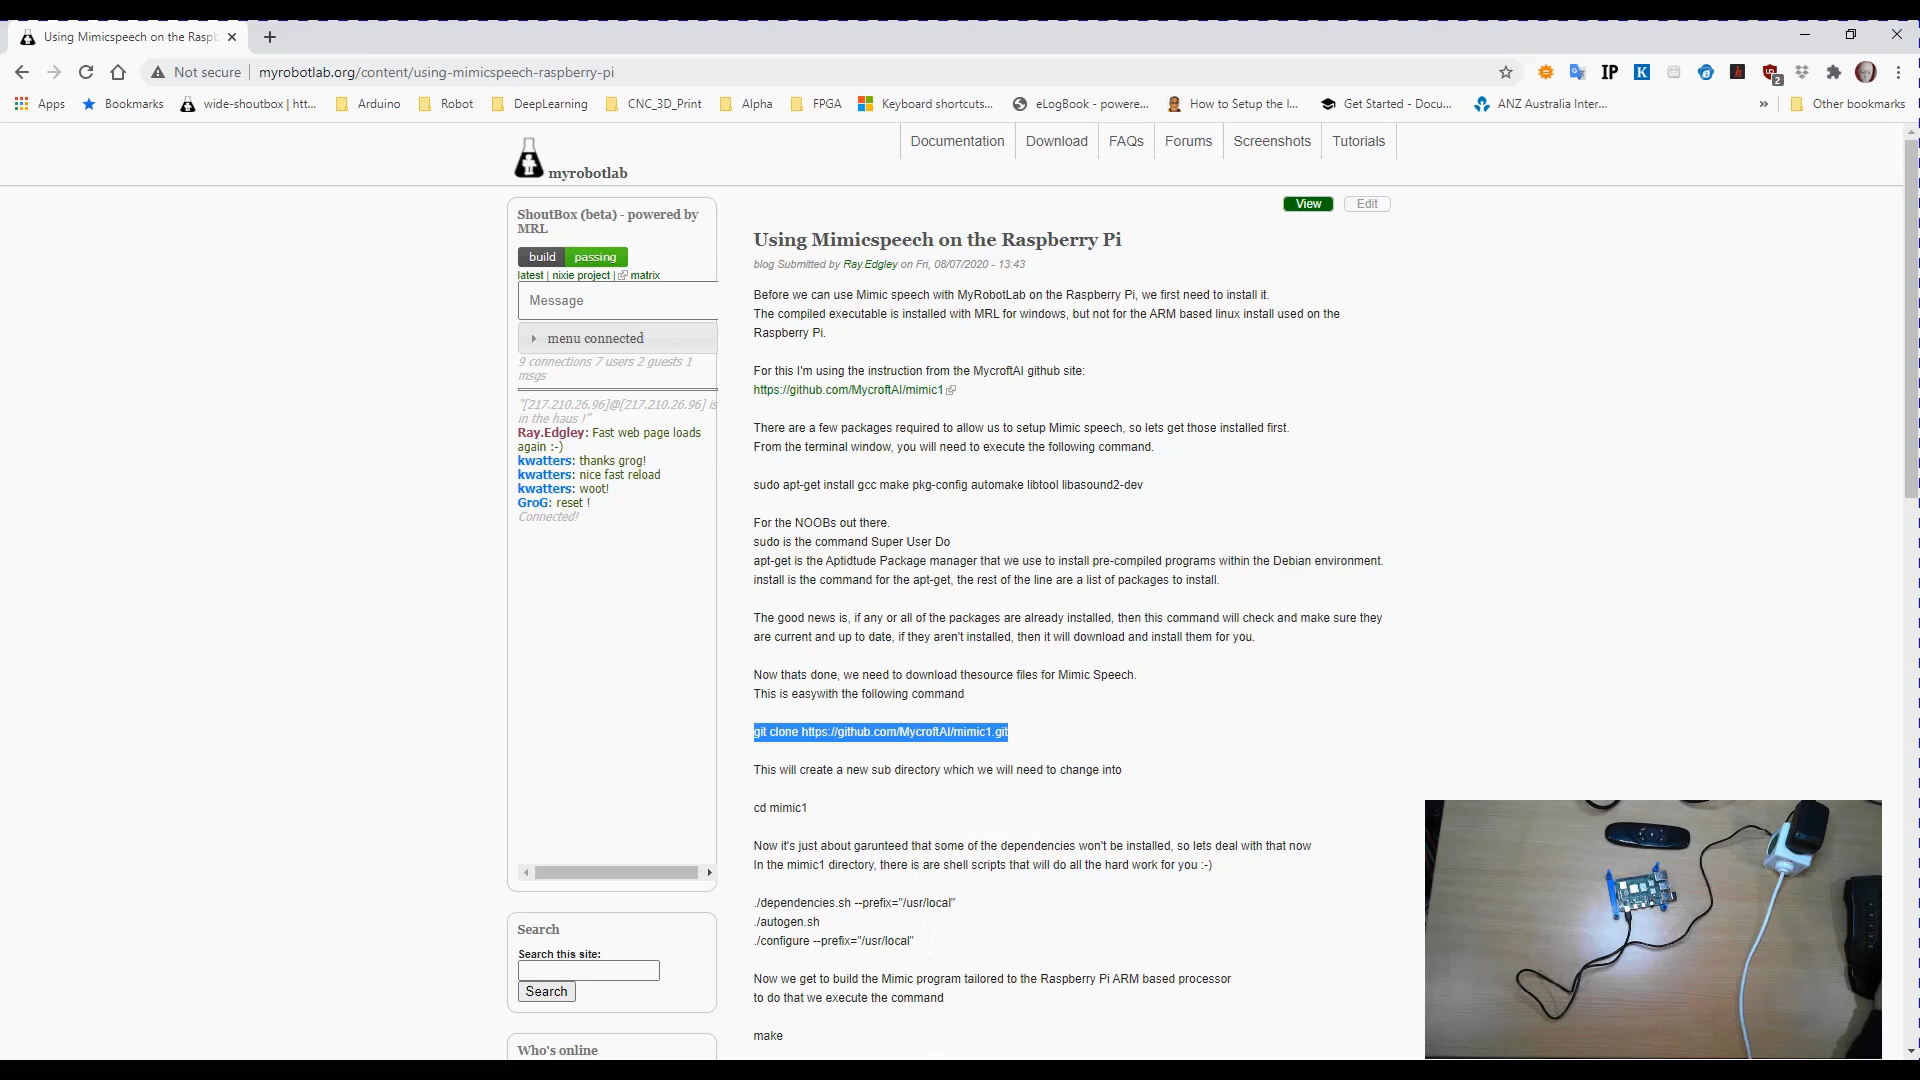 Using Mimicspeech on the Rasp
Not secure
myrobotlab.org/content/using-mimicspeech-raspberry-pi
IP
K
2
Apps
Bookmarks
wide-shoutbox | htt...
Arduino
Robot
DeepLearning
CNC_3D_Print
Alpha
FPGA
Keyboard shortcuts...
eLogBook - powere...
How to Setup the I...
Get Started - Docu...
ANZ Australia Inter...
»
Other bookmarks
Documentation
Download
FAQs
Forums
Screenshots
Tutorials
myrobotlab
ShoutBox (beta) - powered by
MRL
build passing
latest | nixie project | matrix
Message
menu connected
9 connections 7 users 2 guests 1
msgs
"[217.210.26.96]@[217.210.26.96] is
in the haus !"
Ray.Edgley: Fast web page loads
again :-)
kwatters: thanks grog!
kwatters: nice fast reload
kwatters: woot!
GroG: reset !
Connected!
Search
Search this site:
Search
Who's online
View
Edit
Using Mimicspeech on the Raspberry Pi
blog Submitted by Ray.Edgley on Fri, 08/07/2020 - 13:43
Before we can use Mimic speech with MyRobotLab on the Raspberry Pi, we first need to install it.
The compiled executable is installed with MRL for windows, but not for the ARM based linux install used on the
Raspberry Pi.
For this I'm using the instruction from the MycroftAI github site:
https://github.com/MycroftAI/mimic1
There are a few packages required to allow us to setup Mimic speech, so lets get those installed first.
From the terminal window, you will need to execute the following command.
sudo apt-get install gcc make pkg-config automake libtool libasound2-dev
For the NOOBs out there.
sudo is the command Super User Do
apt-get is the Aptidtude Package manager that we use to install pre-compiled programs within the Debian environment.
install is the command for the apt-get, the rest of the line are a list of packages to install.
The good news is, if any or all of the packages are already installed, then this command will check and make sure they
are current and up to date, if they aren't installed, then it will download and install them for you.
Now thats done, we need to download thesource files for Mimic Speech.
This is easywith the following command
git clone https://github.com/MycroftAI/mimic1.git
This will create a new sub directory which we will need to change into
cd mimic1
Now it's just about garunteed that some of the dependencies won't be installed, so lets deal with that now
In the mimic1 directory, there is are shell scripts that will do all the hard work for you :-)
./dependencies.sh --prefix="/usr/local"
./autogen.sh
./configure --prefix="/usr/local"
Now we get to build the Mimic program tailored to the Raspberry Pi ARM based processor
to do that we execute the command
make